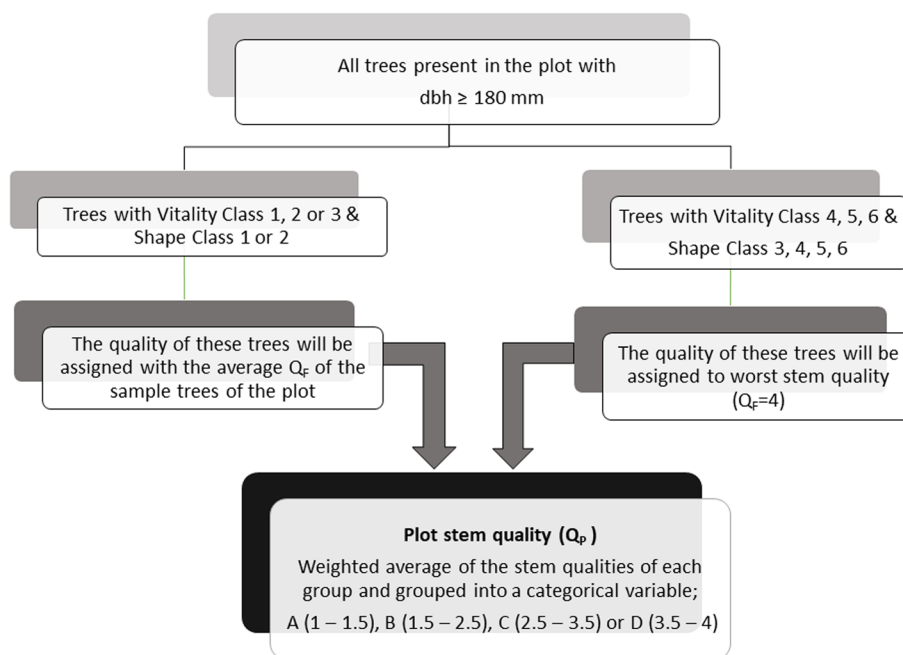 All trees present in the plot with
dbh ≥ 180 mm
Trees with Vitality Class 1, 2 or 3 &
Shape Class 1 or 2
Trees with Vitality Class 4, 5, 6 &
Shape Class 3, 4, 5, 6
The quality of these trees will be
assigned with the average QF of the
sample trees of the plot
The quality of these trees will be
assigned to worst stem quality
(QF=4)
Plot stem quality (QP )
Weighted average of the stem qualities of each
group and grouped into a categorical variable;
A (1 – 1.5), B (1.5 – 2.5), C (2.5 – 3.5) or D (3.5 – 4)